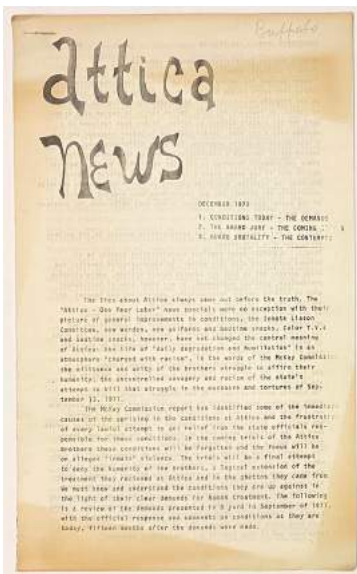 Buffalo
attica
news
DECEMBER 1972
1. CONDITIONS TODAY - THE DEMANDS
2. THE GRAND JURY - THE COMING
3. GUARD BRUTALITY - THE CONTEMPT
The lies about Attica always come out before the truth. The
"Attica - One Year Later" news specials were no exception with their
picture of general improvements in conditions, the Inmate Liaison
Committee, new warden, new uniforms and bedtime snacks. Color T.V.s
and bedtime snacks, however, have not changed the central meaning
of Attica: the life of "daily degradation and humiliation" in an
atmosphere "charged with racism", in the words of the McKay Commission,
the militance and unity of the brothers struggle to affirm their
humanity; the uncontrolled savagery and racism of the state's
attempt to kill that struggle in the massacre and tortures of Sep-
tember 13, 1971.
The McKay Commission report has identified some of the immediate
causes of the uprising in the conditions at Attica and the frustration
of every lawful attempt to get relief from the state officials res-
ponsible for these conditions. In the coming trials of the Attica
brothers these conditions will be forgotten and the focus will be
on alleged inmates' violence. The trials will be a final attempt
to deny the humanity of the brothers, a logical extension of the
treatment they received at Attica and in the ghettos they came from.
We must know and understand the conditions they are up against in
the light of their clear demands for humane treatment. The following
is a review of the demands presented in D yard in September of 1971,
with the official response and comments on conditions as they are
today, fifteen months after the demands were made.